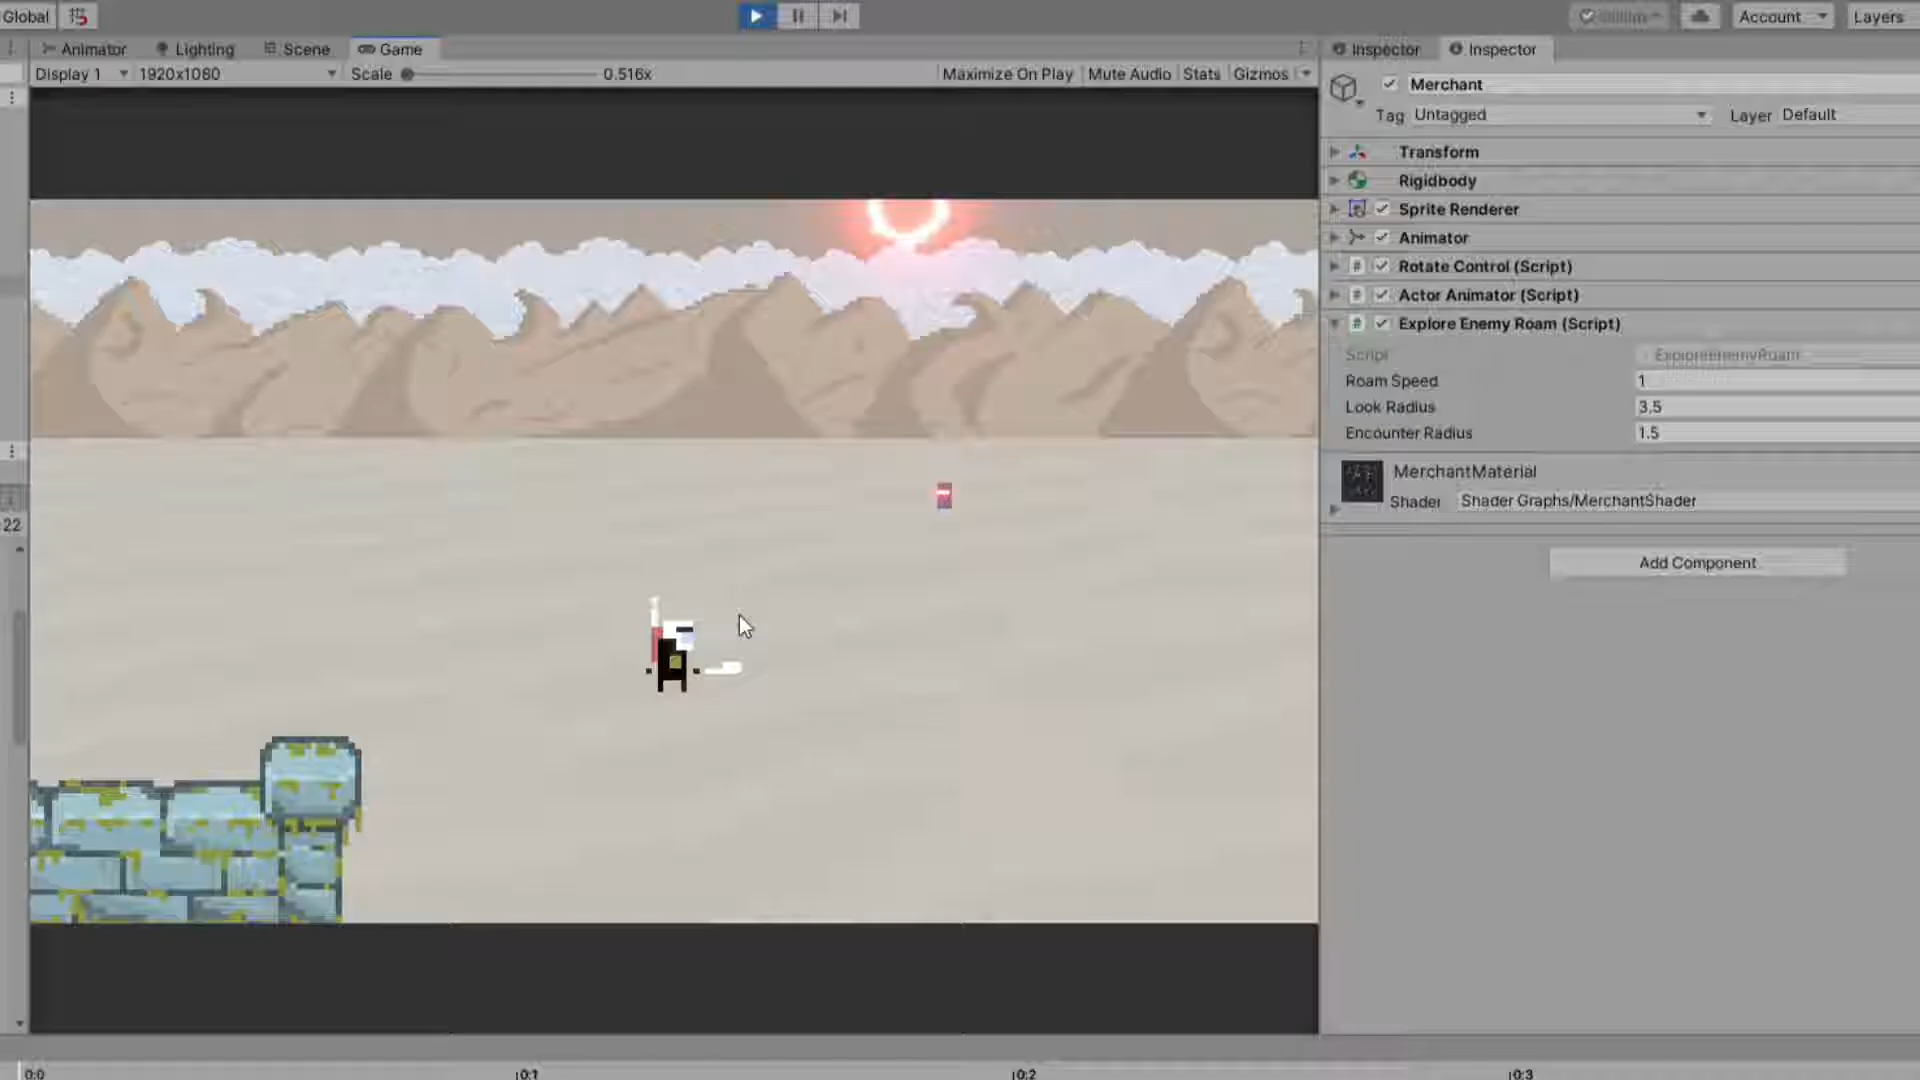 Global
Account
Layers
Animator Lighting Scene Game
Inspector Inspector
Display 1 1920x1080 Scale 0.516x Maximize On Play Mute Audio Stats Gizmos
Merchant
Tag Untagged Layer Default
Transform
Rigidbody
Sprite Renderer
Animator
Rotate Control (Script)
Actor Animator (Script)
Explore Enemy Roam (Script)
Script ExploreEnemyRoam
Roam Speed 1
Look Radius 3.5
Encounter Radius 1.5
MerchantMaterial
Shader Shader Graphs/MerchantShader
22
Add Component
0:0 0:1 0:2 0:3